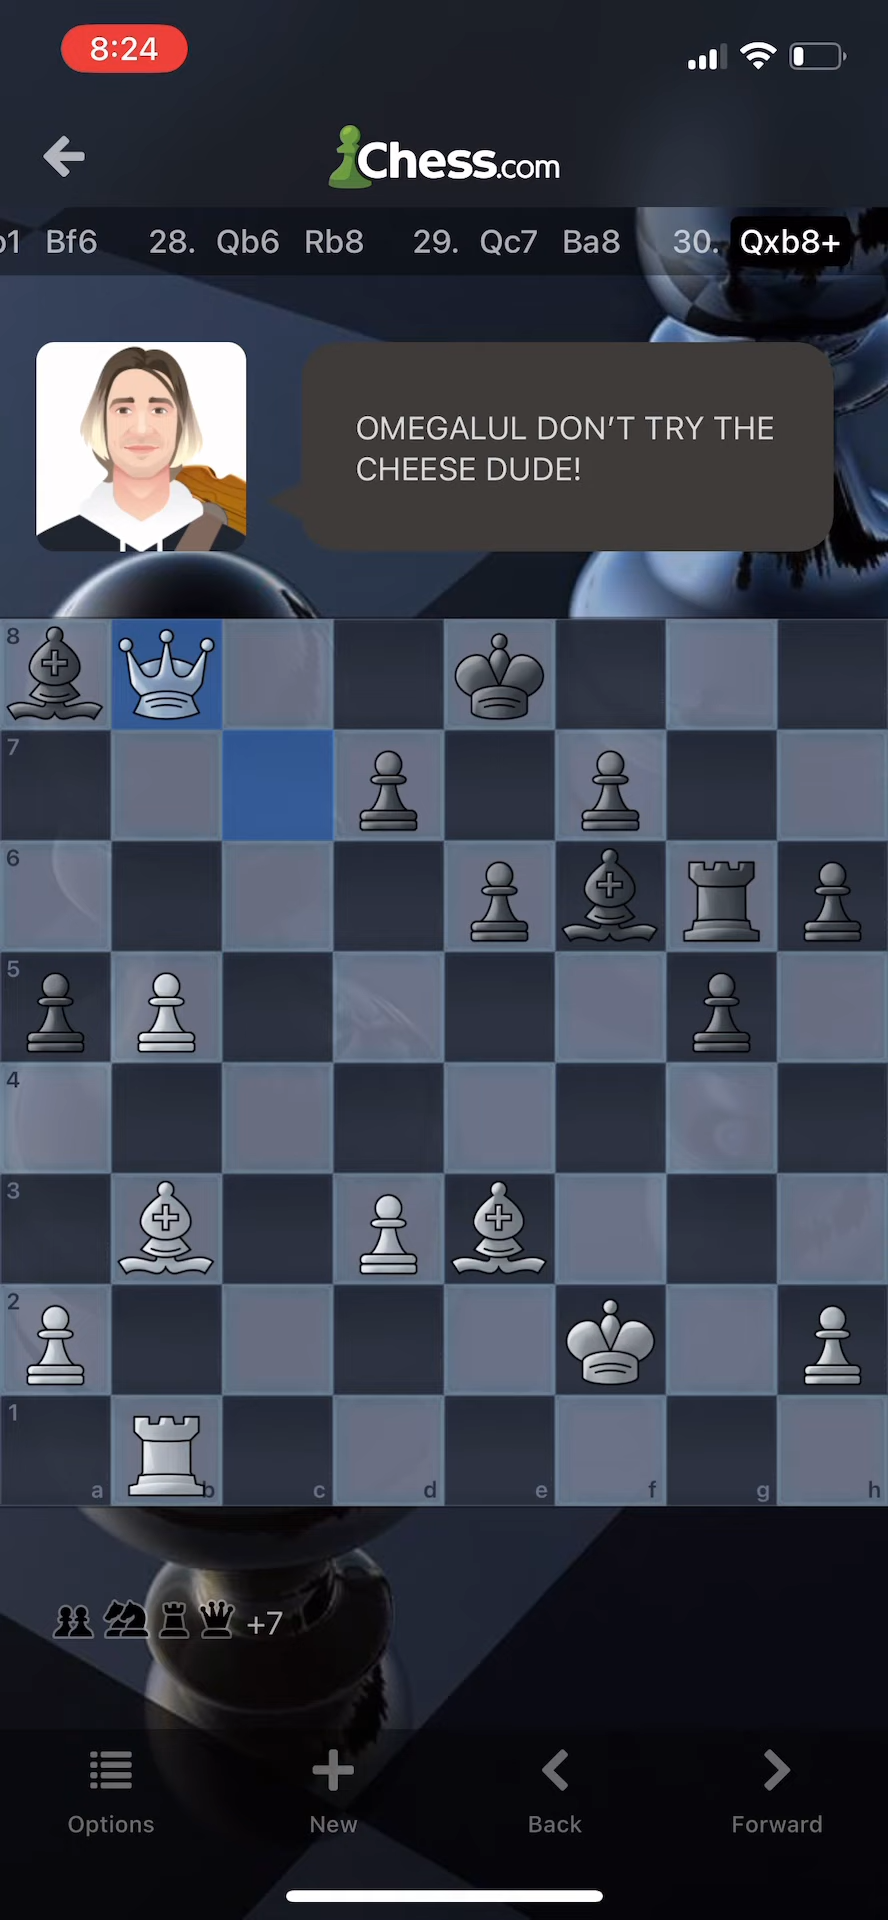 8:24
Chess.com
Bf6 28. Qb6 Rb8 29. Qc7 Ba8 30. Qxb8+
OMEGALUL DON’T TRY THE
CHEESE DUDE!
8
7
6
5
4
3
2
1
a b c d e f g h
+7
Options New Back Forward